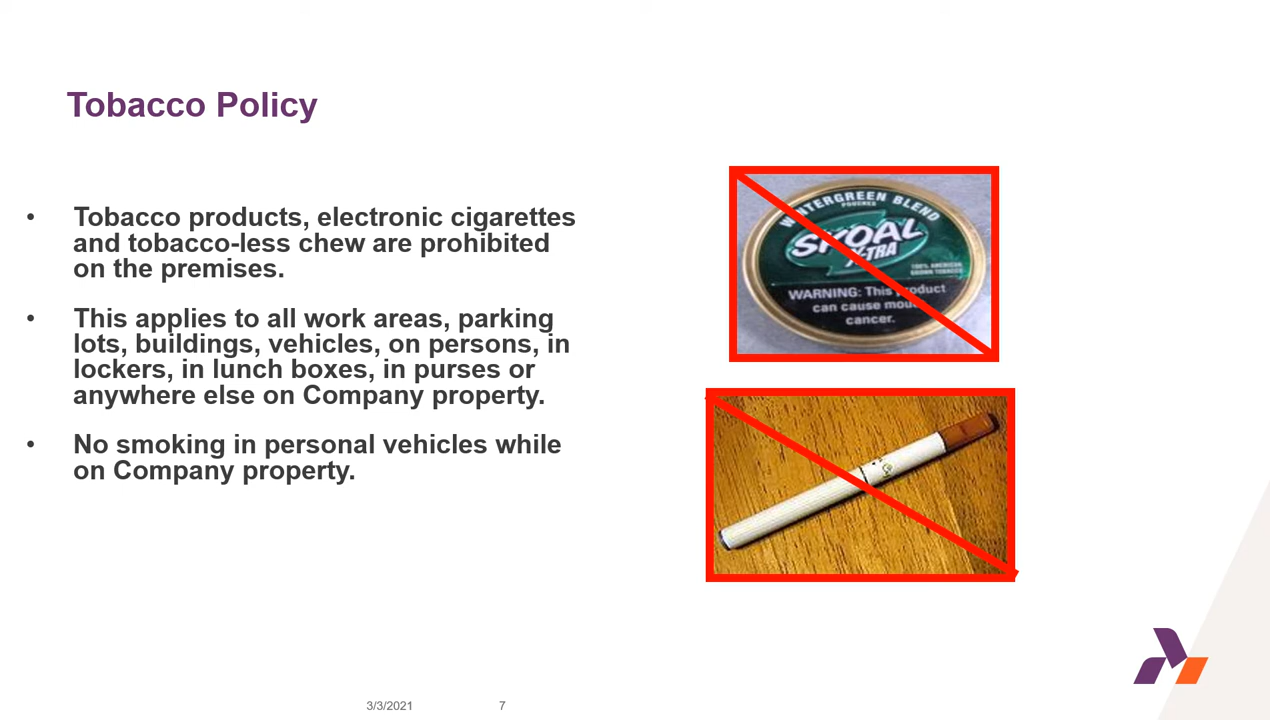 Tobacco Policy
• Tobacco products, electronic cigarettes
and tobacco-less chew are prohibited
on the premises.
• This applies to all work areas, parking
lots, buildings, vehicles, on persons, in
lockers, in lunch boxes, in purses or
anywhere else on Company property.
• No smoking in personal vehicles while
on Company property.
WINTERGREEN BLEND
POUCHES
SKOAL
X-TRA
100% AMERICAN
GROWN TOBACCO
WARNING: This product
can cause mouth
cancer.
3/3/2021 7